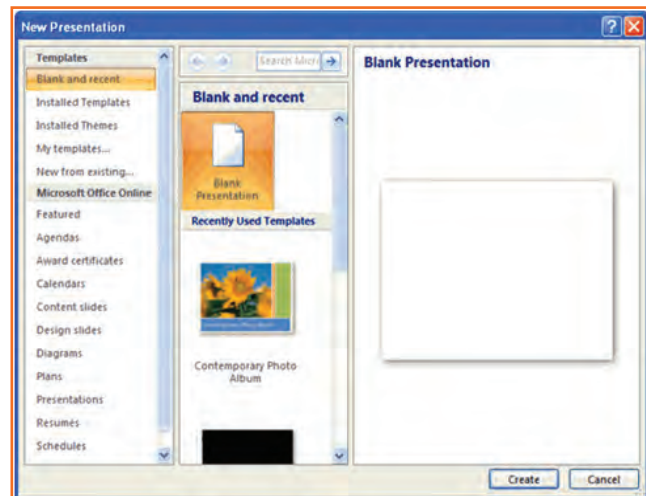 New Presentation
Templates
Blank and recent
Installed Templates
Installed Themes
My templates...
New from existing...
Microsoft Office Online
Featured
Agendas
Award certificates
Calendars
Content slides
Design slides
Diagrams
Plans
Presentations
Resumes
Schedules
Search Micro
Blank and recent
Blank
Presentation
Recently Used Templates
Contemporary Photo
Album
Blank Presentation
Create
Cancel